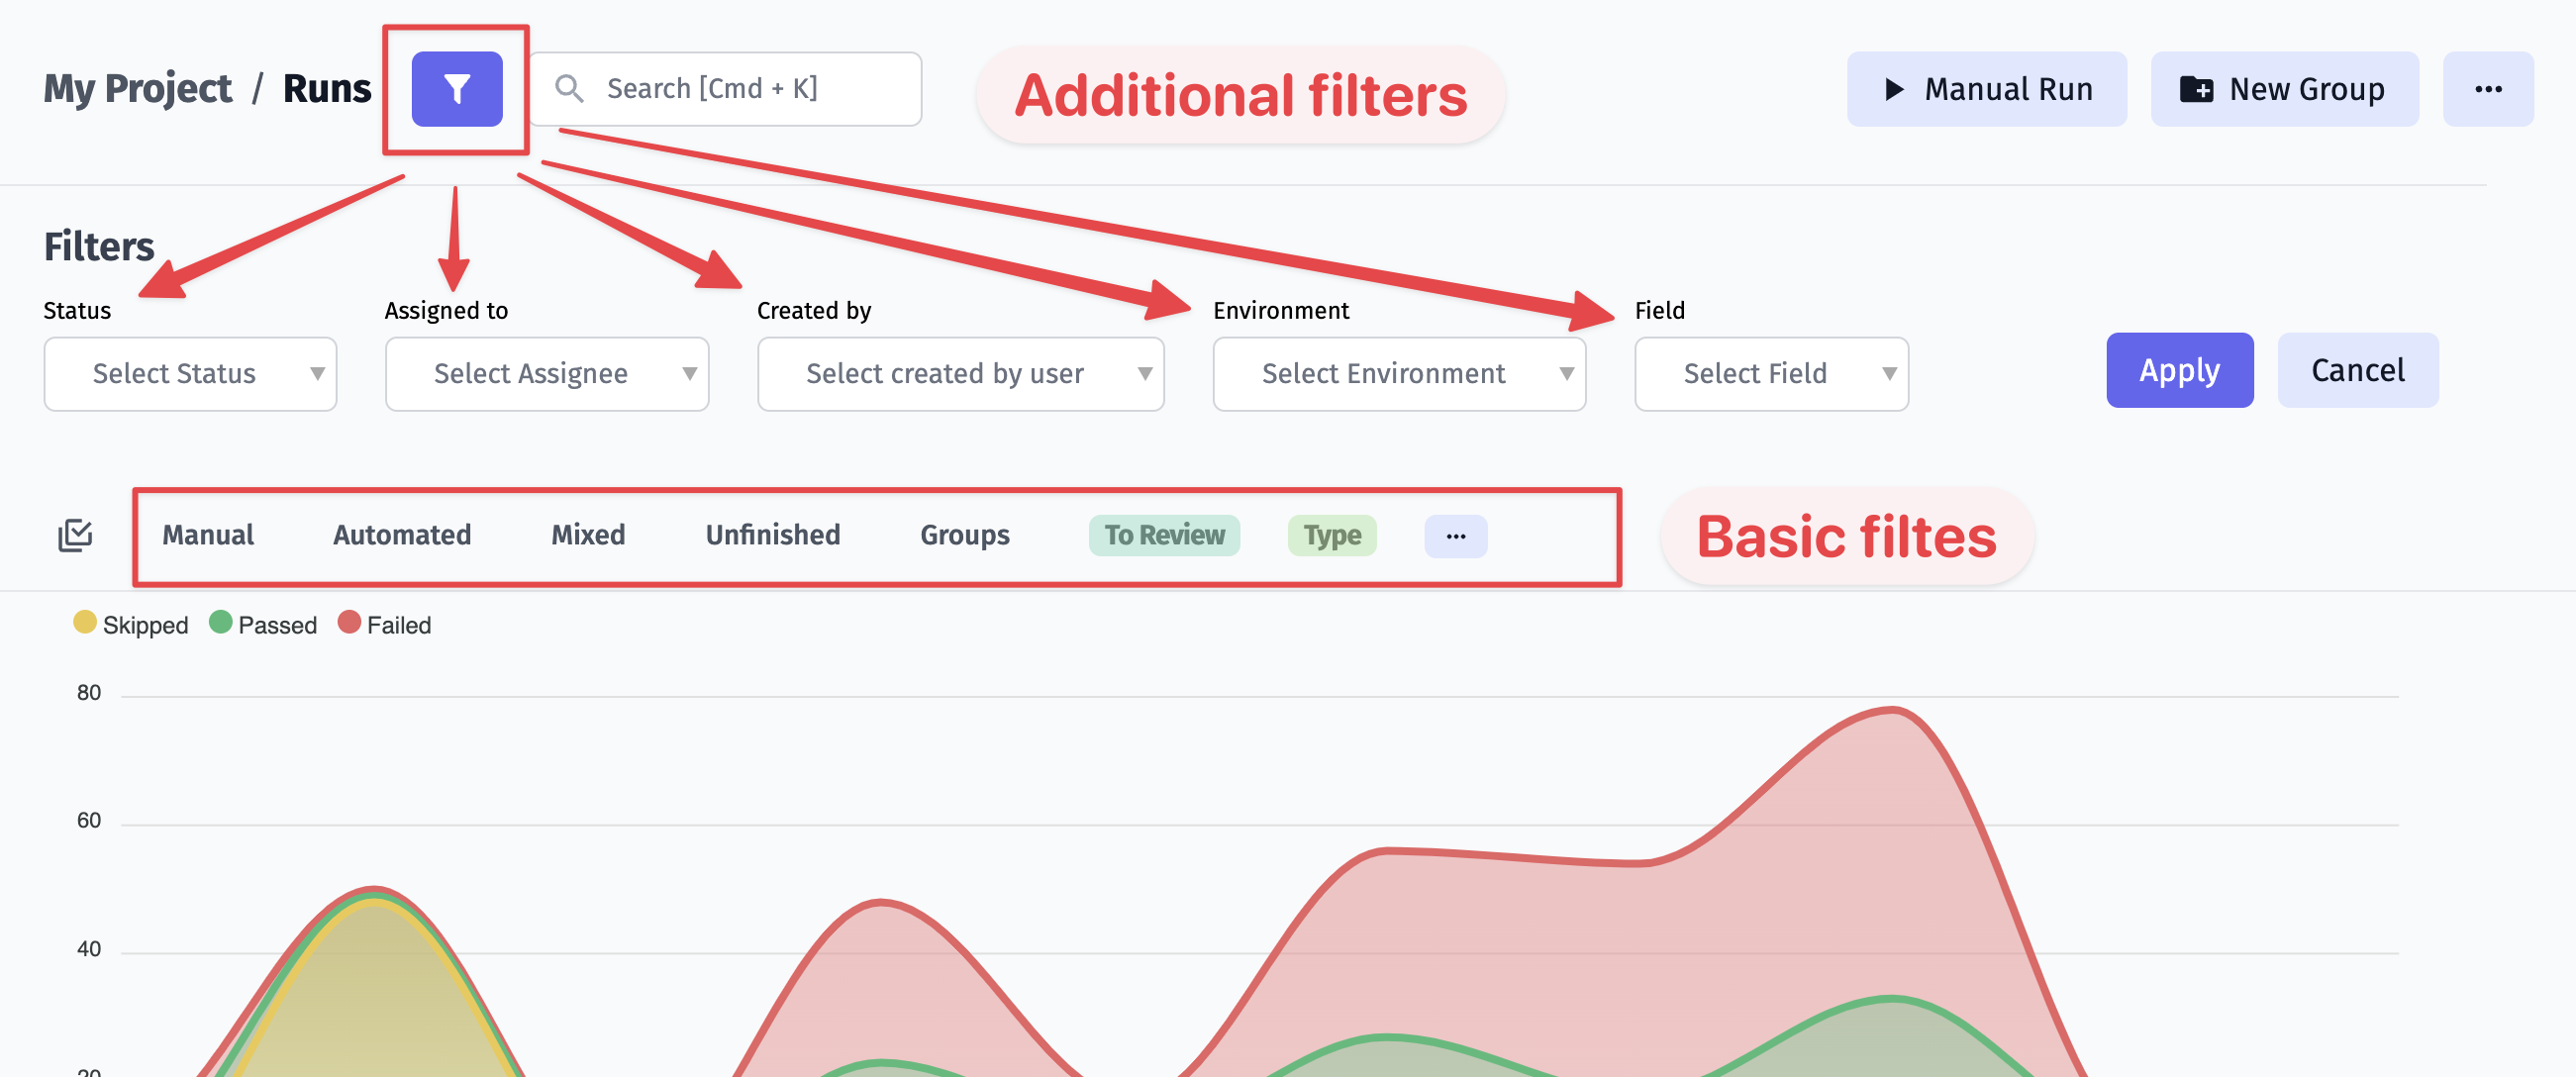 My Project / Runs
Search [Cmd + K]
Additional filters
Manual Run
New Group
Filters
Status
Assigned to
Created by
Environment
Field
Select Status
Select Assignee
Select created by user
Select Environment
Select Field
Apply
Cancel
Manual
Automated
Mixed
Unfinished
Groups
To Review
Type
Basic filtes
Skipped
Passed
Failed
80
60
40